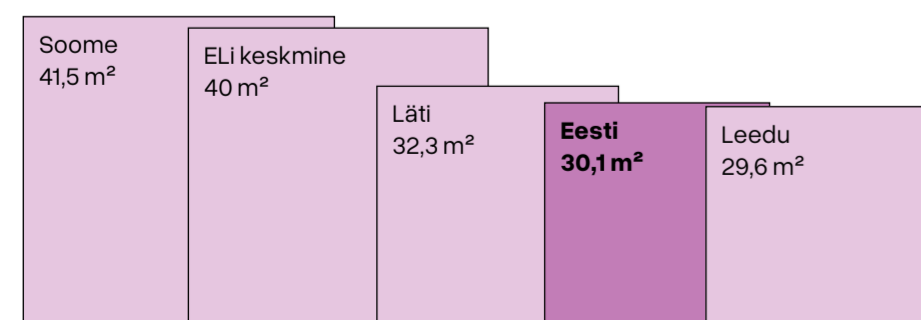 Soome
41,5 m²
ELi keskmine
40 m²
Läti
32,3 m²
Eesti
30,1 m²
Leedu
29,6 m²